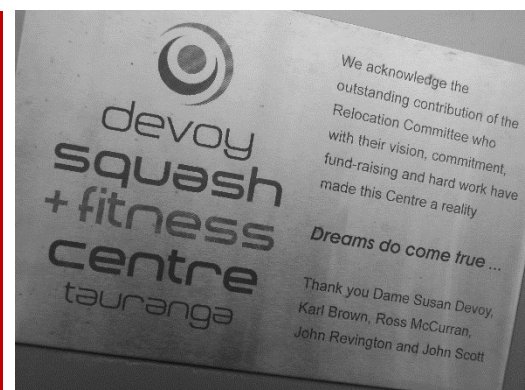 devoy
squash
+ fitness
centre
tauranga
We acknowledge the
outstanding contribution of the
Relocation Committee who
with their vision, commitment,
fund-raising and hard work have
made this Centre a reality
Dreams do come true ...
Thank you Dame Susan Devoy,
Karl Brown, Ross McCurran,
John Revington and John Scott